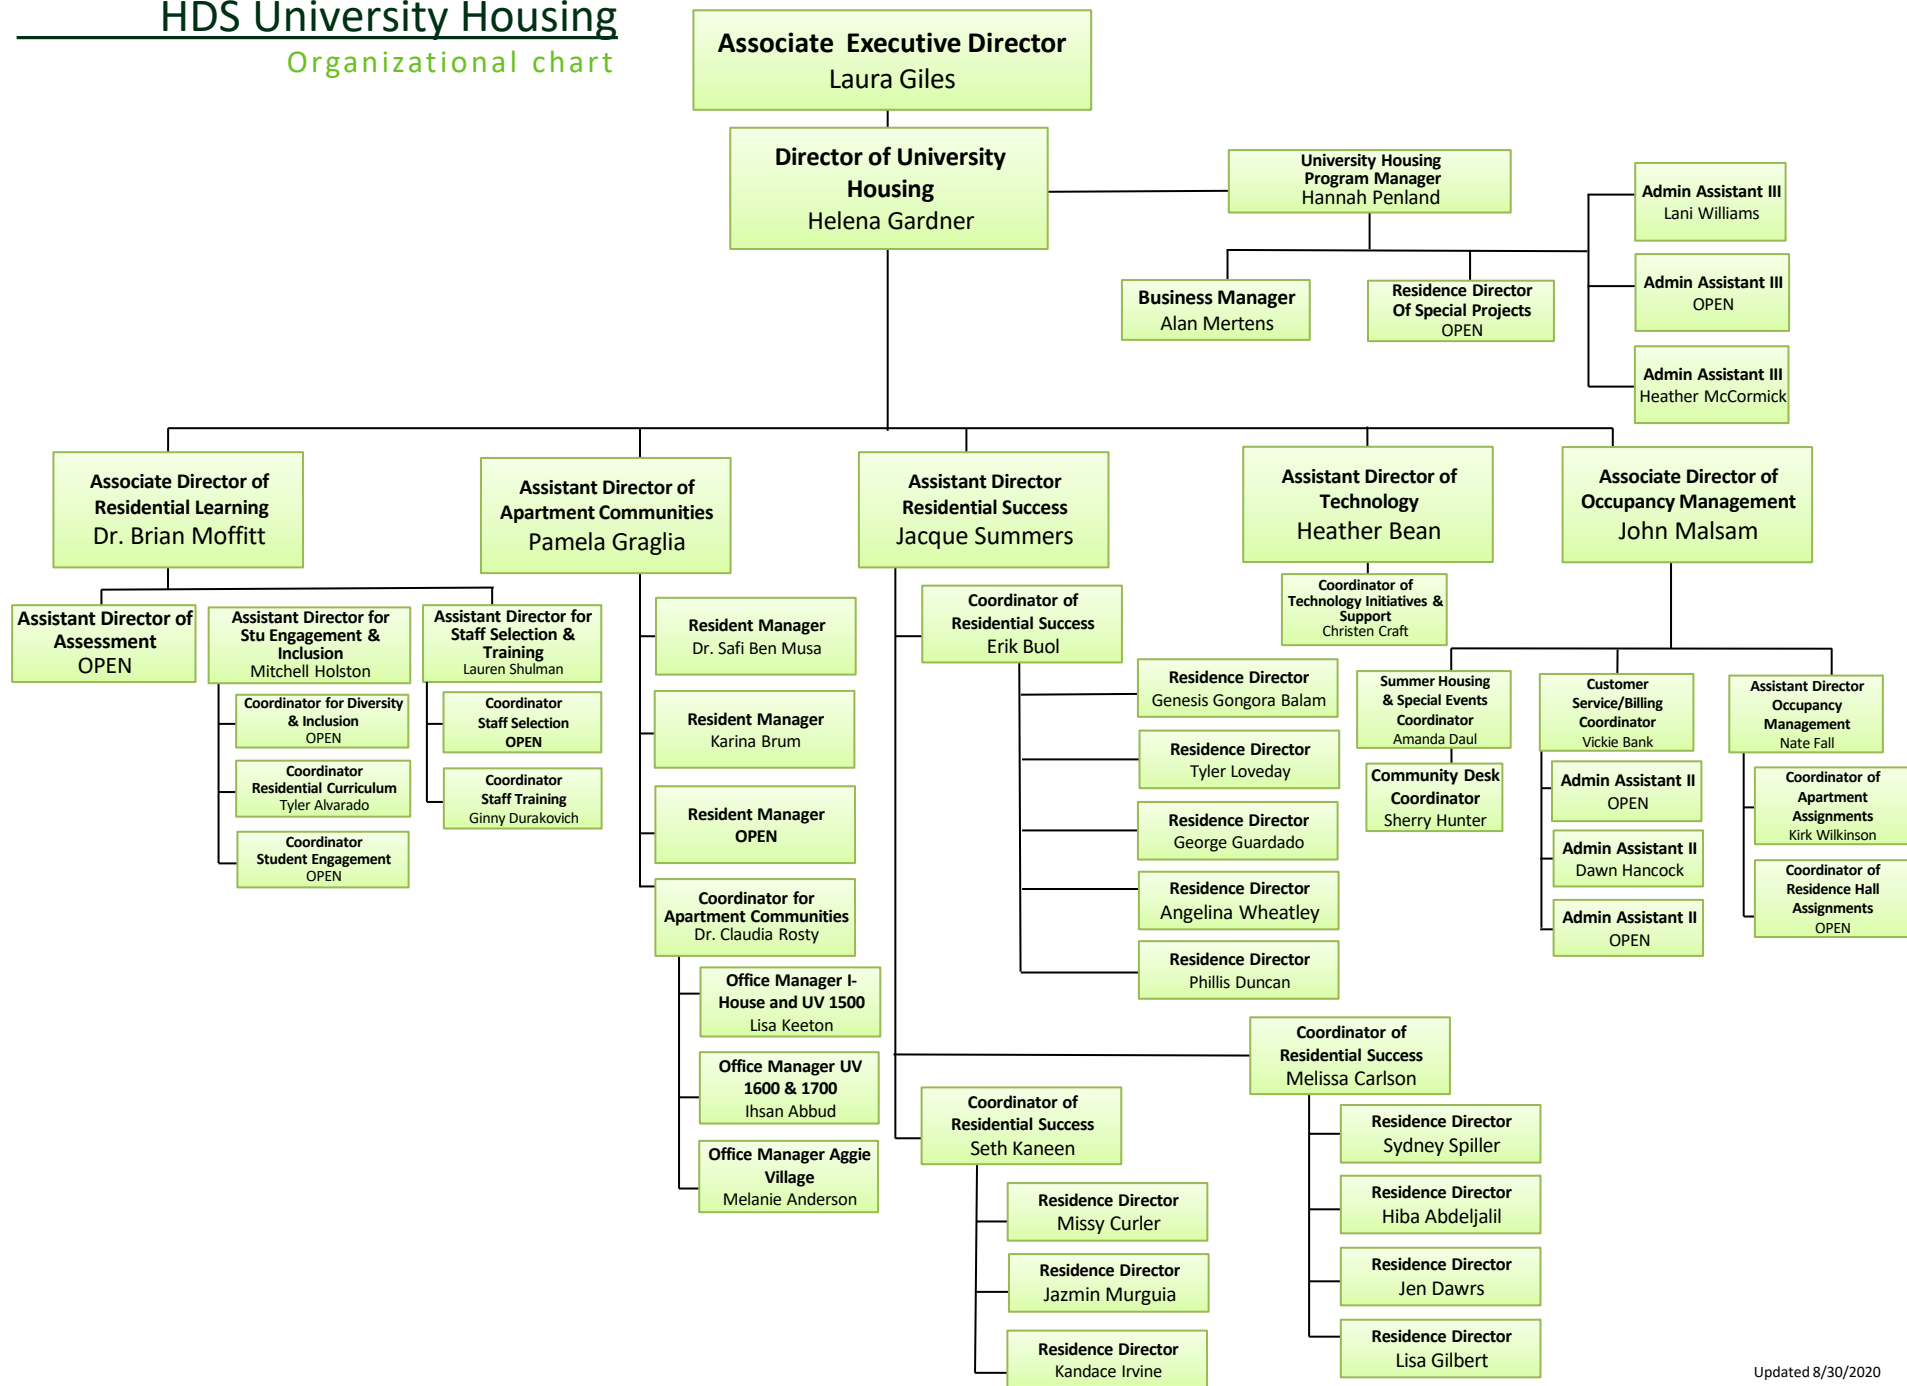 HDS University Housing
Organizational chart
Associate Executive Director
Laura Giles
Director of University
Housing
Helena Gardner
University Housing
Program Manager
Hannah Penland
Admin Assistant III
Lani Williams
Admin Assistant III
OPEN
Admin Assistant III
Heather McCormick
Business Manager
Alan Mertens
Residence Director
Of Special Projects
OPEN
Associate Director of
Residential Learning
Dr. Brian Moffitt
Assistant Director of
Apartment Communities
Pamela Graglia
Assistant Director
Residential Success
Jacque Summers
Assistant Director of
Technology
Heather Bean
Associate Director of
Occupancy Management
John Malsam
Assistant Director of
Assessment
OPEN
Assistant Director for
Stu Engagement &
Inclusion
Mitchell Holston
Coordinator for Diversity
& Inclusion
OPEN
Coordinator
Residential Curriculum
Tyler Alvarado
Coordinator
Student Engagement
OPEN
Assistant Director for
Staff Selection &
Training
Lauren Shulman
Coordinator
Staff Selection
OPEN
Coordinator
Staff Training
Ginny Durakovich
Resident Manager
Dr. Safi Ben Musa
Resident Manager
Karina Brum
Resident Manager
OPEN
Coordinator for
Apartment Communities
Dr. Claudia Rosty
Office Manager I-
House and UV 1500
Lisa Keeton
Office Manager UV
1600 & 1700
Ihsan Abbud
Office Manager Aggie
Village
Melanie Anderson
Coordinator of
Residential Success
Erik Buol
Residence Director
Genesis Gongora Balam
Residence Director
Tyler Loveday
Residence Director
George Guardado
Residence Director
Angelina Wheatley
Residence Director
Phillis Duncan
Coordinator of
Residential Success
Melissa Carlson
Residence Director
Sydney Spiller
Residence Director
Hiba Abdeljalil
Residence Director
Jen Dawrs
Residence Director
Lisa Gilbert
Coordinator of
Residential Success
Seth Kaneen
Residence Director
Missy Curler
Residence Director
Jazmin Murguia
Residence Director
Kandace Irvine
Coordinator of
Technology Initiatives &
Support
Christen Craft
Summer Housing
& Special Events
Coordinator
Amanda Daul
Community Desk
Coordinator
Sherry Hunter
Customer
Service/Billing
Coordinator
Vickie Bank
Admin Assistant II
OPEN
Admin Assistant II
Dawn Hancock
Admin Assistant II
OPEN
Assistant Director
Occupancy
Management
Nate Fall
Coordinator of
Apartment
Assignments
Kirk Wilkinson
Coordinator of
Residence Hall
Assignments
OPEN
Updated 8/30/2020